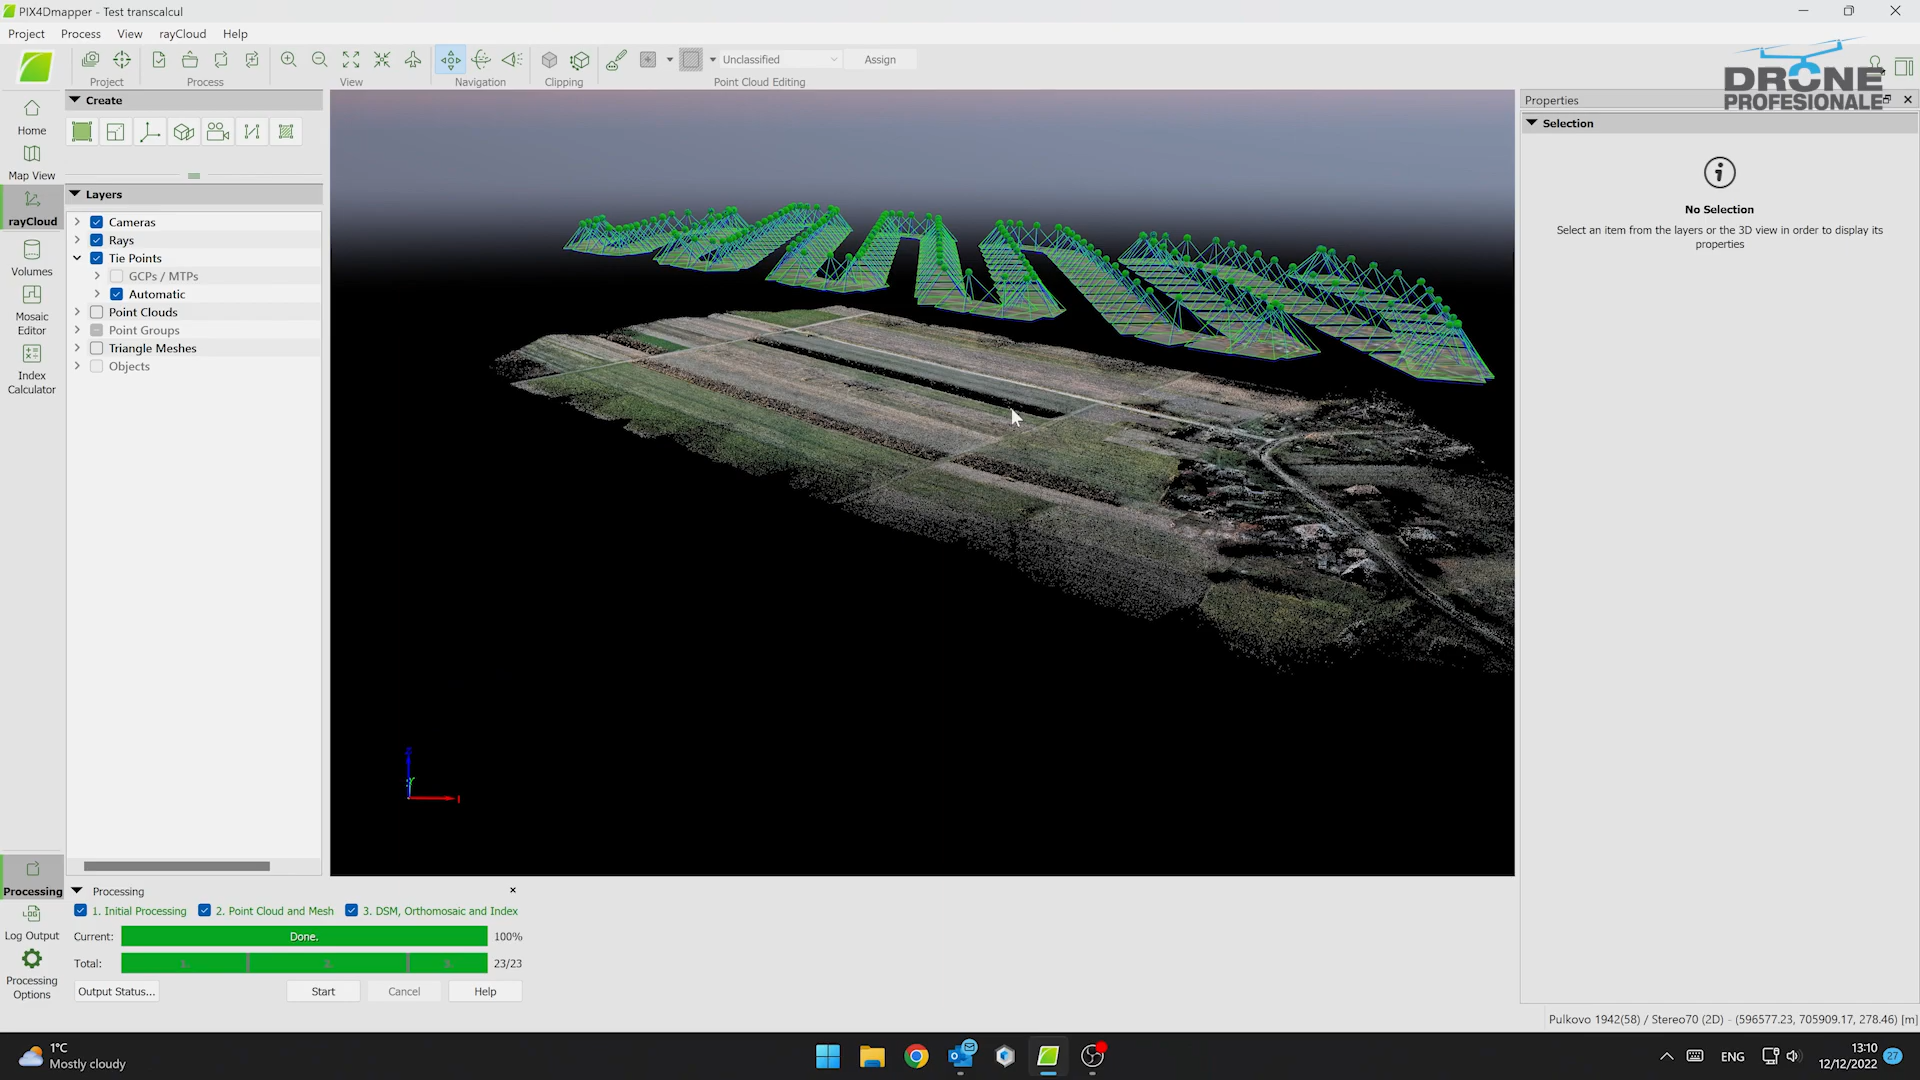 PIX4Dmapper - Test transcalcul
Project Process View rayCloud Help
Project Process View Navigation Clipping Point Cloud Editing
Unclassified Assign
DRONE
PROFESIONALE
Home
Map View
rayCloud
Volumes
Mosaic
Editor
Index
Calculator
Create
Layers
Cameras
Rays
Tie Points
GCPs / MTPs
Automatic
Point Clouds
Point Groups
Triangle Meshes
Objects
Properties
Selection
No Selection
Select an item from the layers or the 3D view in order to display its
properties
Z
Y
Processing
Log Output
Processing
Options
Processing
1. Initial Processing 2. Point Cloud and Mesh 3. DSM, Orthomosaic and Index
Current: Done. 100%
Total: 1. 2. 3. 23/23
Output Status... Start Cancel Help
Pulkovo 1942(58) / Stereo70 (2D) - (596577.23, 705909.17, 278.46) [m]
1°C
Mostly cloudy
ENG
13:10
12/12/2022
27